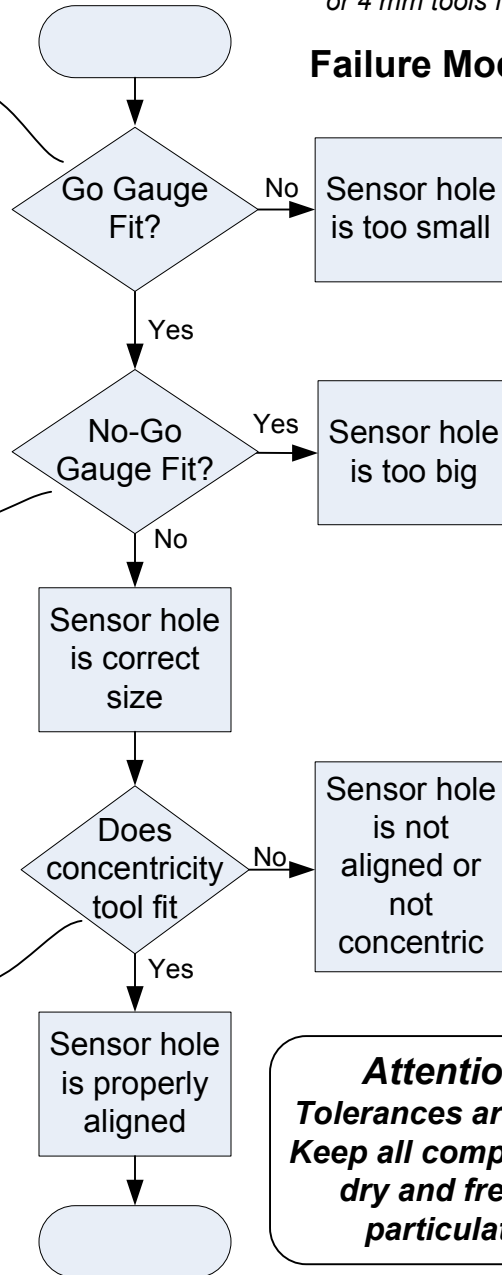 or 4 mm tools
Failure Mod
Go Gauge
Fit?
No
Sensor hole
is too small
Yes
No-Go
Gauge Fit?
Yes
Sensor hole
is too big
No
Sensor hole
is correct
size
Does
concentricity
tool fit
No
Sensor hole
is not
aligned or
not
concentric
Yes
Sensor hole
is properly
aligned
Attentio
Tolerances ar
Keep all comp
dry and fre
particulat